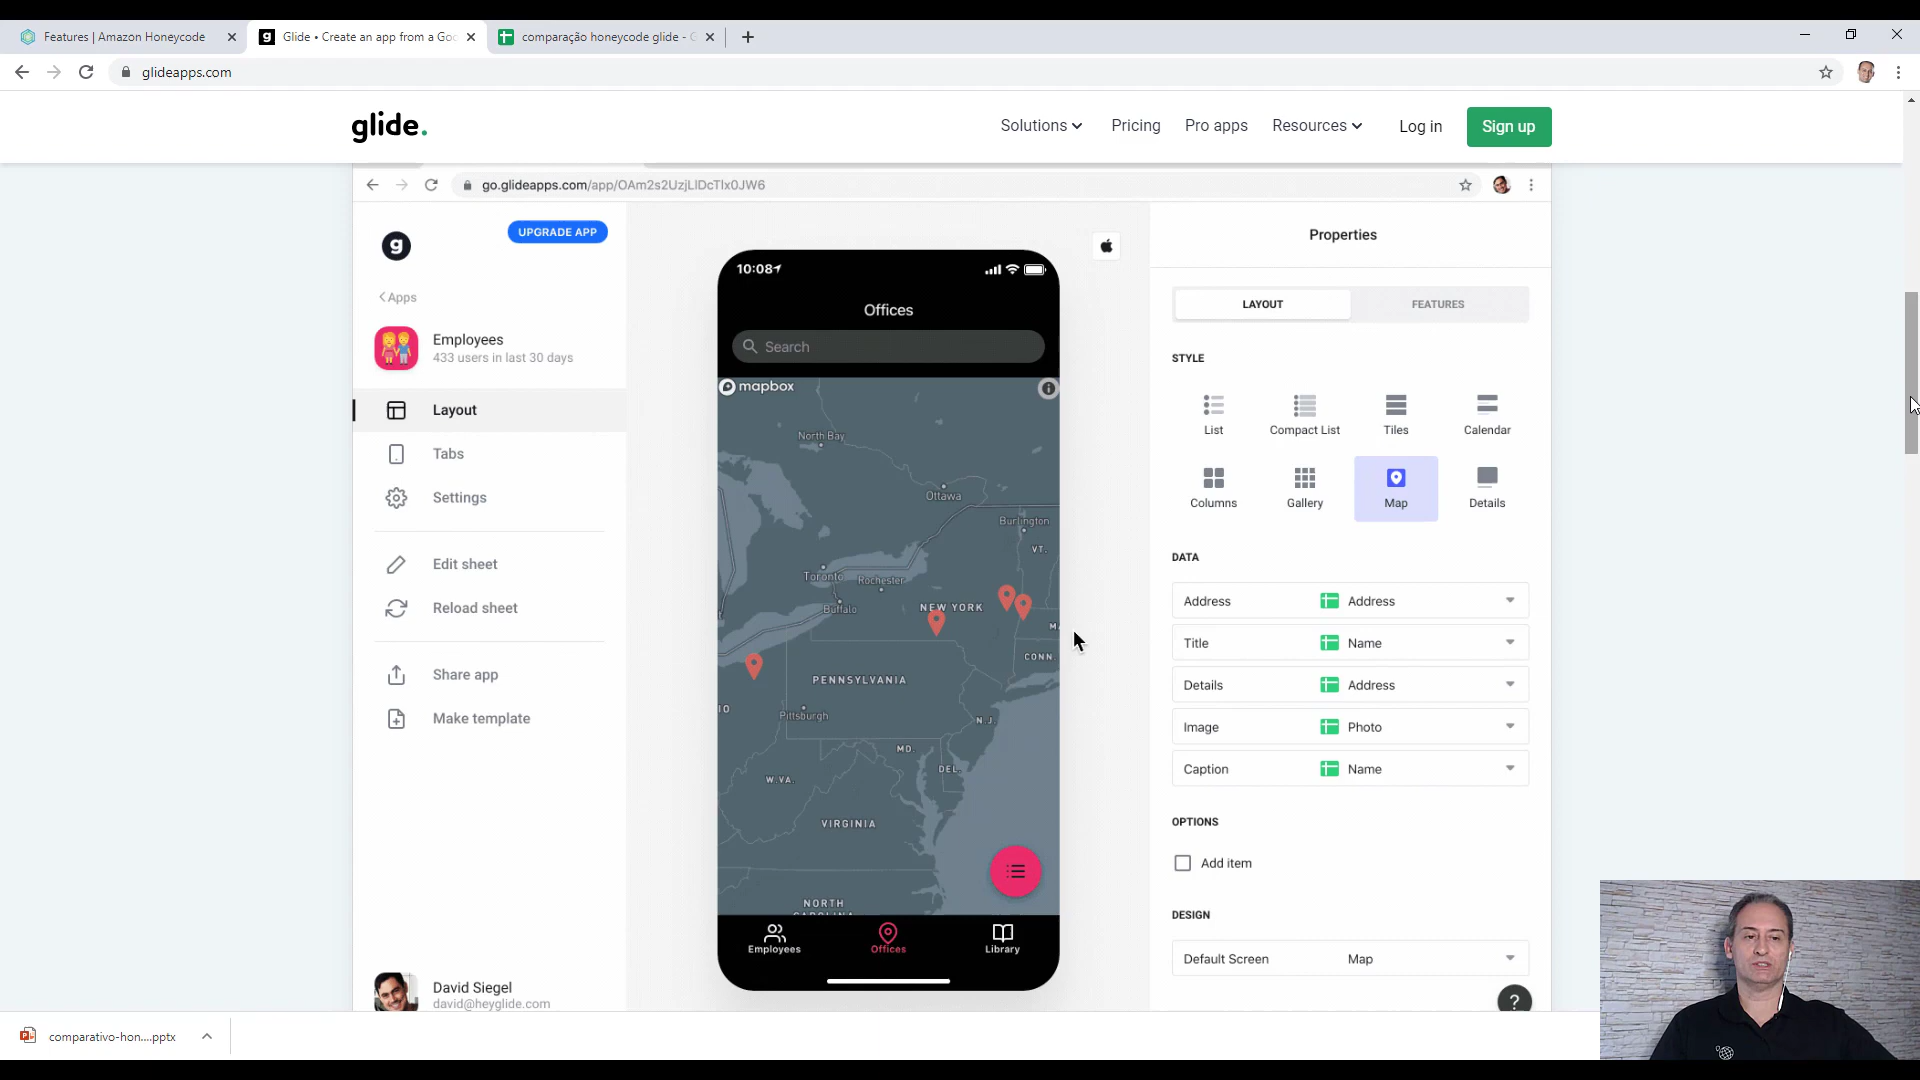 Features | Amazon Honeycode
Glide • Create an app from a Goo
comparação honeycode glide - G
glideapps.com
glide.
Solutions
Pricing
Pro apps
Resources
Log in
Sign up
go.glideapps.com/app/OAm2s2UzjLlDcTlx0JW6
g
UPGRADE APP
Apps
Employees
433 users in last 30 days
Layout
Tabs
Settings
Edit sheet
Reload sheet
Share app
Make template
David Siegel
david@heyglide.com
10:08
Offices
Search
mapbox
North Bay
Ottawa
Burlington
VT.
Toronto
Rochester
Buffalo
NEW YORK
CONN.
PENNSYLVANIA
Pittsburgh
N.J.
MD.
DEL.
W.VA.
VIRGINIA
NORTH
CAROLINA
Employees
Offices
Library
Properties
LAYOUT
FEATURES
STYLE
List
Compact List
Tiles
Calendar
Columns
Gallery
Map
Details
DATA
Address
Address
Title
Name
Details
Address
Image
Photo
Caption
Name
OPTIONS
Add item
DESIGN
Default Screen
Map
?
comparativo-hon....pptx